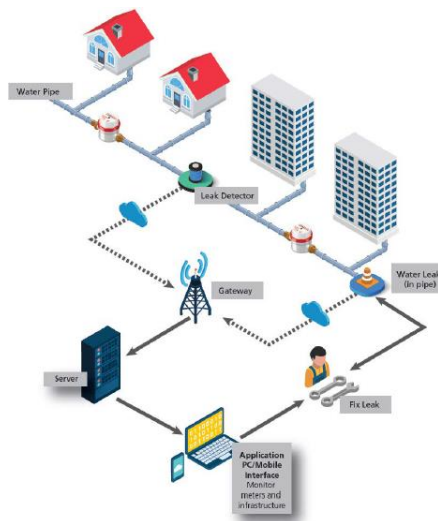 Water Pipe
Leak Detector
Water Leak
(in pipe)
Gateway
Server
Fix Leak
Application
PC/Mobile
Interface
Monitor
meters and
infrastructure